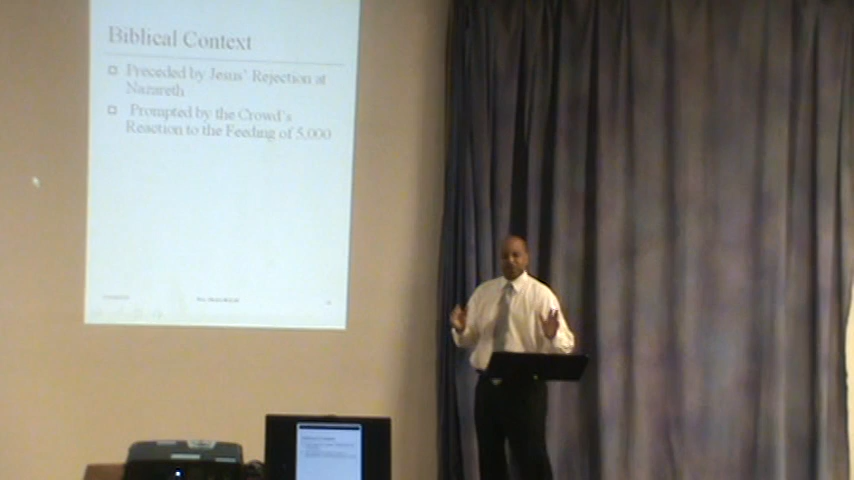 Biblical Context
Preceded by Jesus' Rejection at
Nazareth
Prompted by the Crowd's
Reaction to the Feeding of 5,000